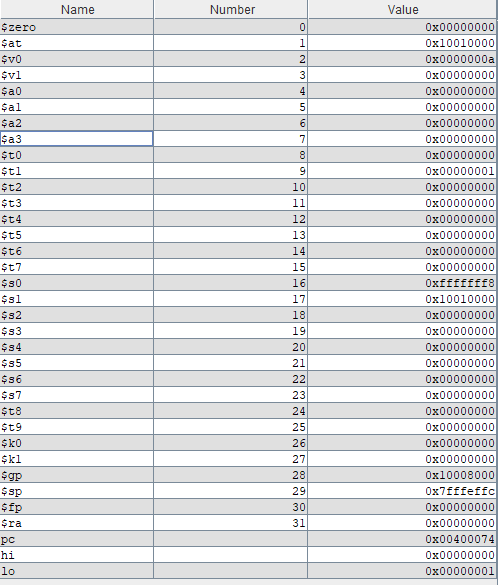 Name Number Value
$zero 0 0x00000000
$at 1 0x10010000
$v0 2 0x0000000a
$v1 3 0x00000000
$a0 4 0x00000000
$a1 5 0x00000000
$a2 6 0x00000000
$a3 7 0x00000000
$t0 8 0x00000000
$t1 9 0x00000001
$t2 10 0x00000000
$t3 11 0x00000000
$t4 12 0x00000000
$t5 13 0x00000000
$t6 14 0x00000000
$t7 15 0x00000000
$s0 16 0xfffffff8
$s1 17 0x10010000
$s2 18 0x00000000
$s3 19 0x00000000
$s4 20 0x00000000
$s5 21 0x00000000
$s6 22 0x00000000
$s7 23 0x00000000
$t8 24 0x00000000
$t9 25 0x00000000
$k0 26 0x00000000
$k1 27 0x00000000
$gp 28 0x10008000
$sp 29 0x7fffeffc
$fp 30 0x00000000
$ra 31 0x00000000
pc 0x00400074
hi 0x00000000
lo 0x00000001